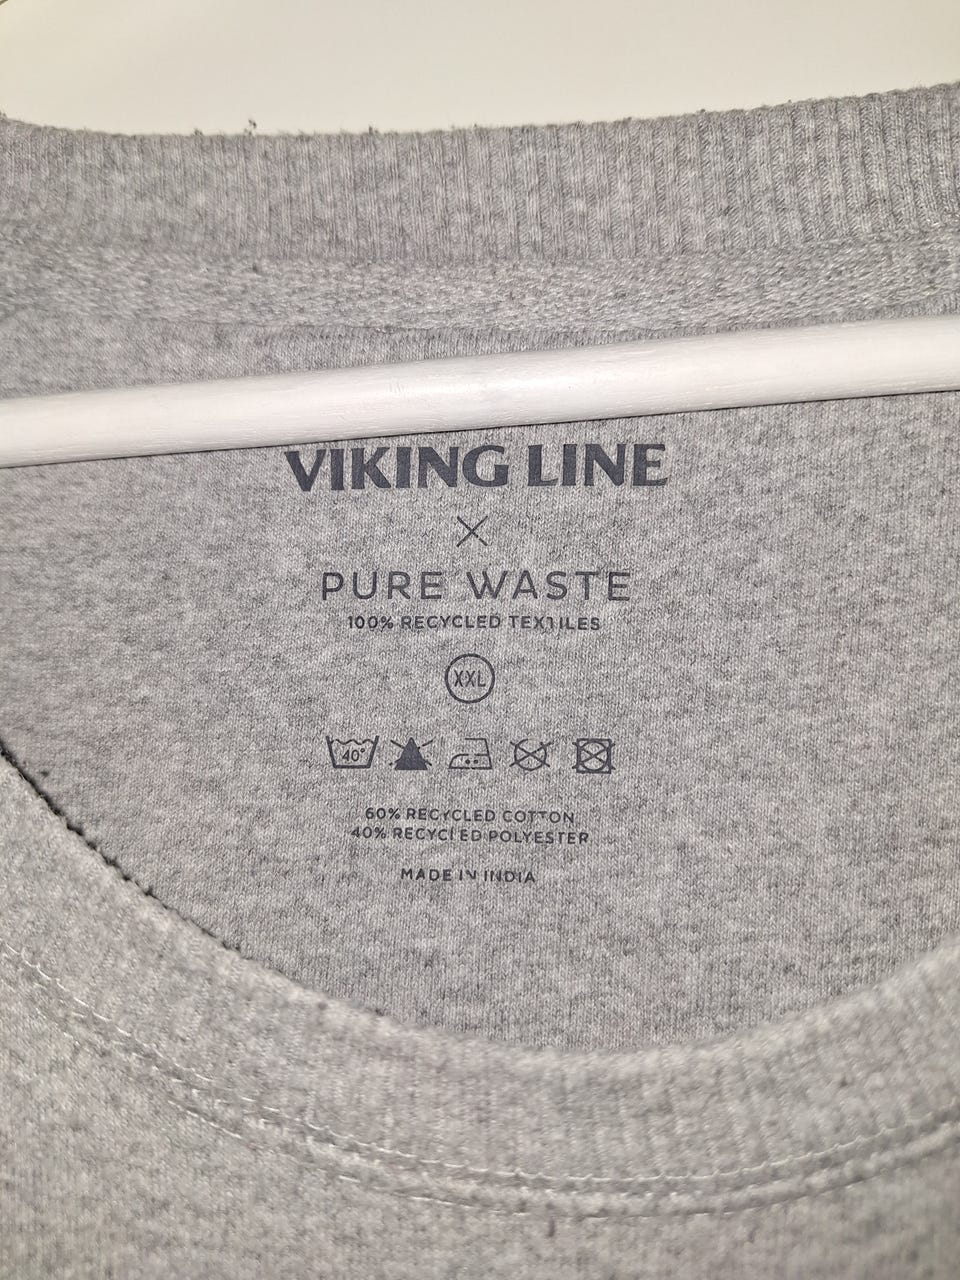 VIKING LINE
×
PURE WASTE
100% RECYCLED TEXTILES
XXL
40°
60% RECYCLED COTTON
40% RECYCLED POLYESTER
MADE IN INDIA